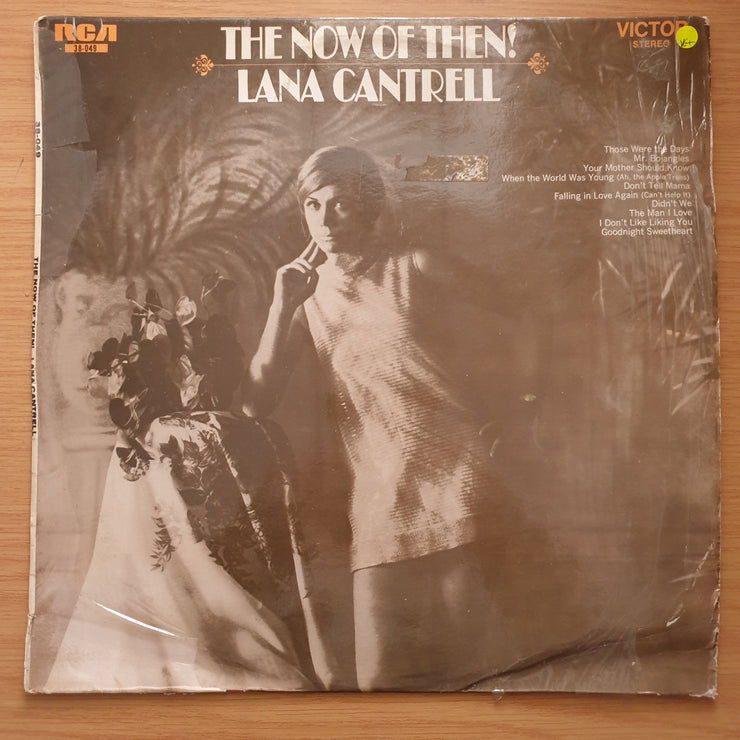 RCA
38-049
THE NOW OF THEN!
LANA CANTRELL
VICTOR
STEREO
Those Were the Days
Mr. Bojangles
Your Mother Should Know
When the World Was Young (Ah, the Apple Trees)
Don't Tell Mama
Falling in Love Again (Can't Help It)
Didn't We
The Man I Love
I Don't Like Liking You
Goodnight Sweetheart
38-049
THE NOW OF THEN! LANA CANTRELL